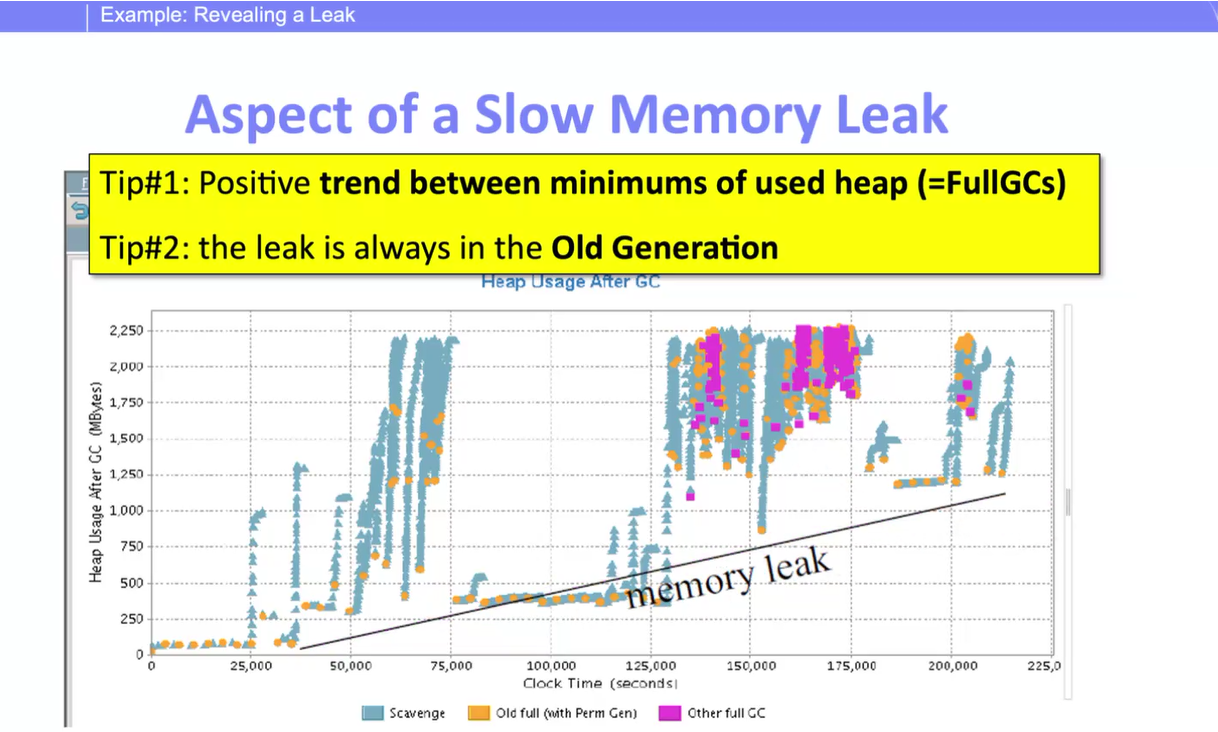 Example: Revealing a Leak
Aspect of a Slow Memory Leak
Tip#1: Positive trend between minimums of used heap (=FullGCs)
Tip#2: the leak is always in the Old Generation
Heap Usage After GC
Heap Usage After GC (MBytes)
2,250
2,000
1,750
1,500
1,250
1,000
750
500
250
0
memory leak
0 25,000 50,000 75,000 100,000 125,000 150,000 175,000 200,000 225,0
Clock Time (seconds)
Scavenge Old full (with Perm Gen) Other full GC